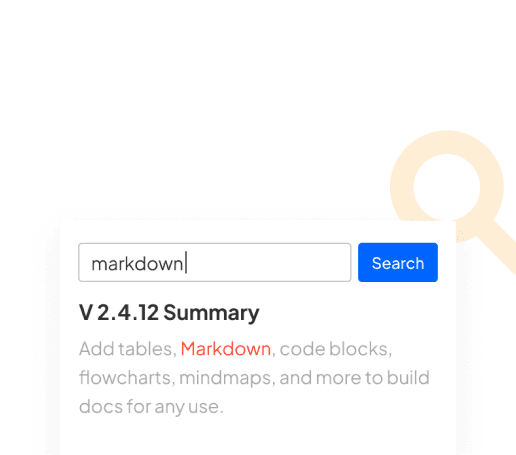 markdown
Search
V 2.4.12 Summary
Add tables, Markdown, code blocks,
flowcharts, mindmaps, and more to build
docs for any use.